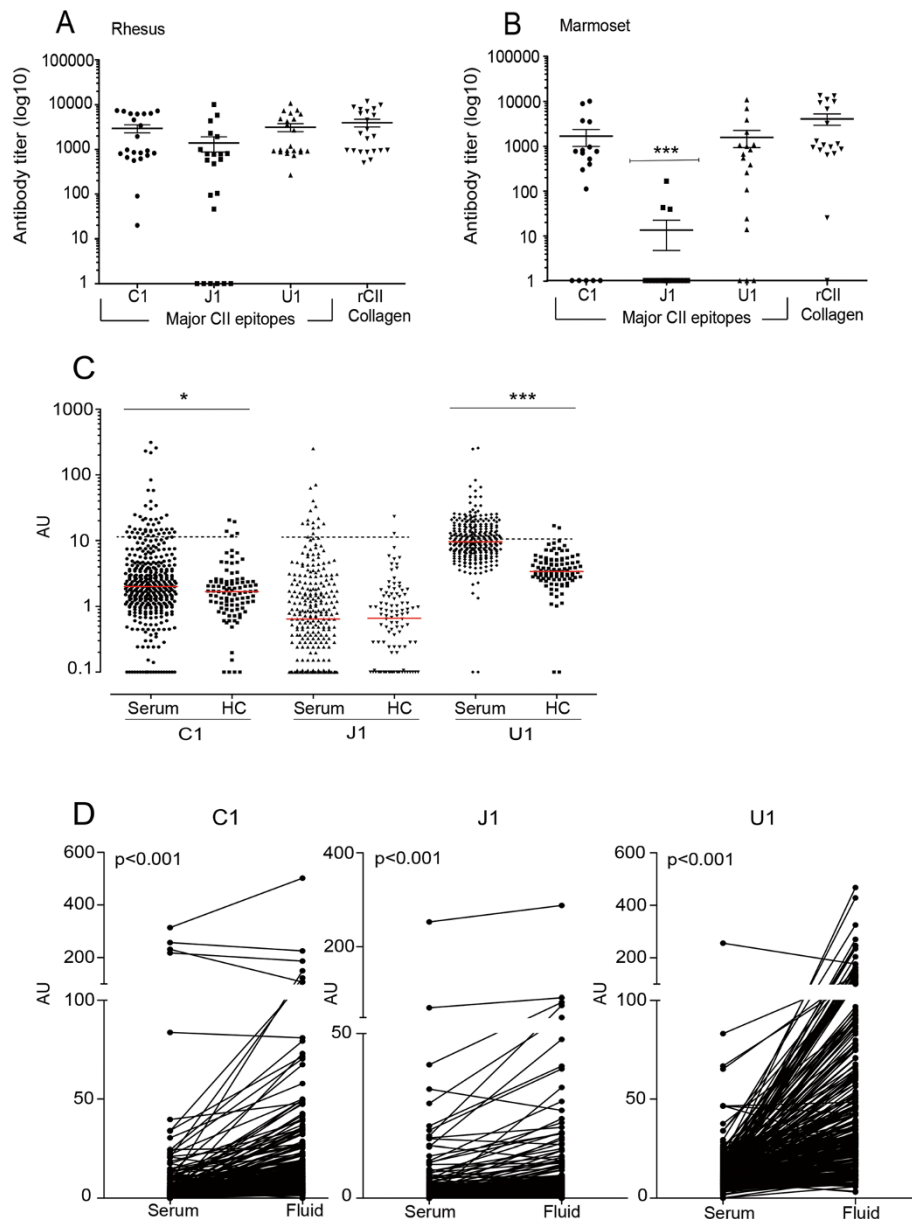 A
Rhesus
Antibody titer (log10)
100000
10000
1000
100
10
1
C1
J1
U1
rCII
Major CII epitopes
Collagen
B
Marmoset
Antibody titer (log10)
100000
10000
1000
100
10
1
***
C1
J1
U1
rCII
Major CII epitopes
Collagen
C
AU
1000
100
10
1
0.1
*
***
Serum
HC
Serum
HC
Serum
HC
C1
J1
U1
D
C1
p<0.001
AU
600
400
200
100
50
0
Serum
Fluid
J1
p<0.001
AU
400
200
50
0
Serum
Fluid
U1
p<0.001
AU
600
400
200
100
50
0
Serum
Fluid